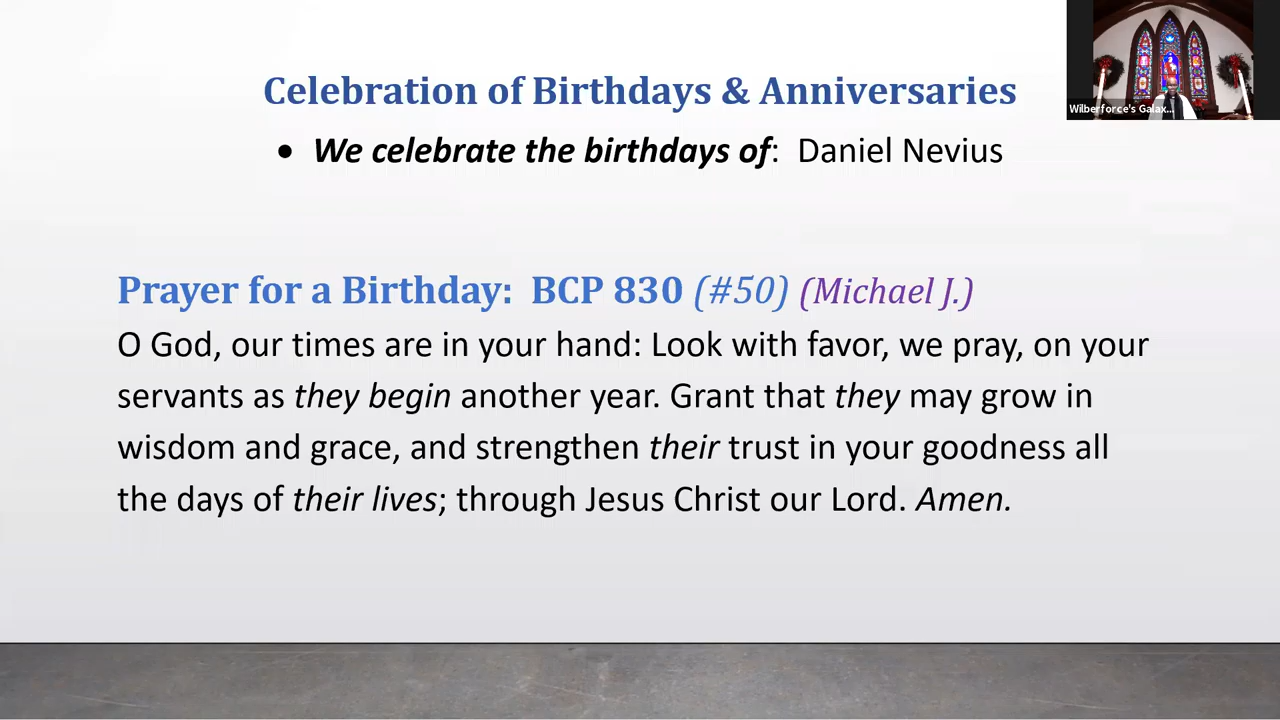 Celebration of Birthdays & Anniversaries
• We celebrate the birthdays of: Daniel Nevius
Prayer for a Birthday: BCP 830 (#50) (Michael J.)
O God, our times are in your hand: Look with favor, we pray, on your
servants as they begin another year. Grant that they may grow in
wisdom and grace, and strengthen their trust in your goodness all
the days of their lives; through Jesus Christ our Lord. Amen.
Wilberforce's Galax...